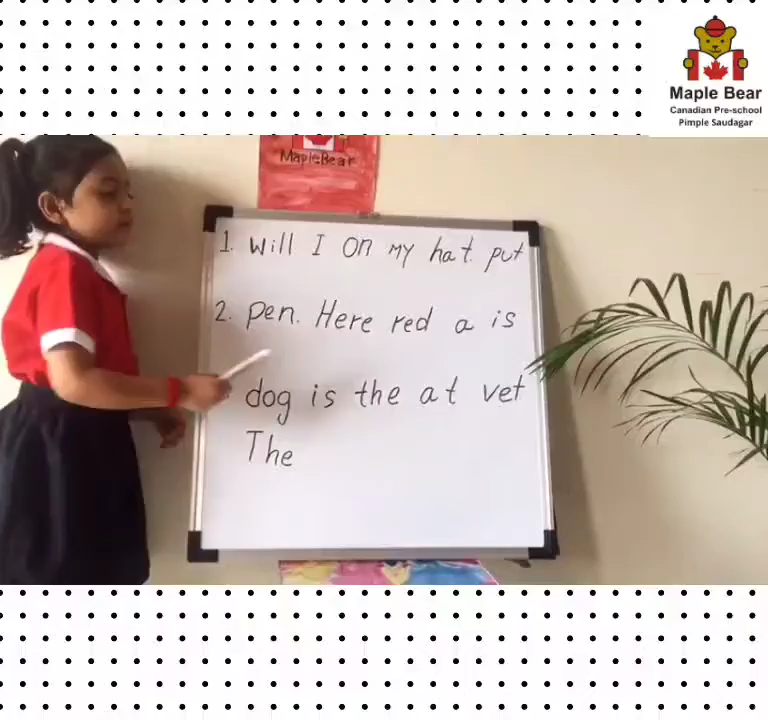 Maple Bear
Canadian Pre-school
Pimple Saudagar
MapleBear
1. Will I on my hat. put
2. pen. Here red a is
dog is the at vet
The